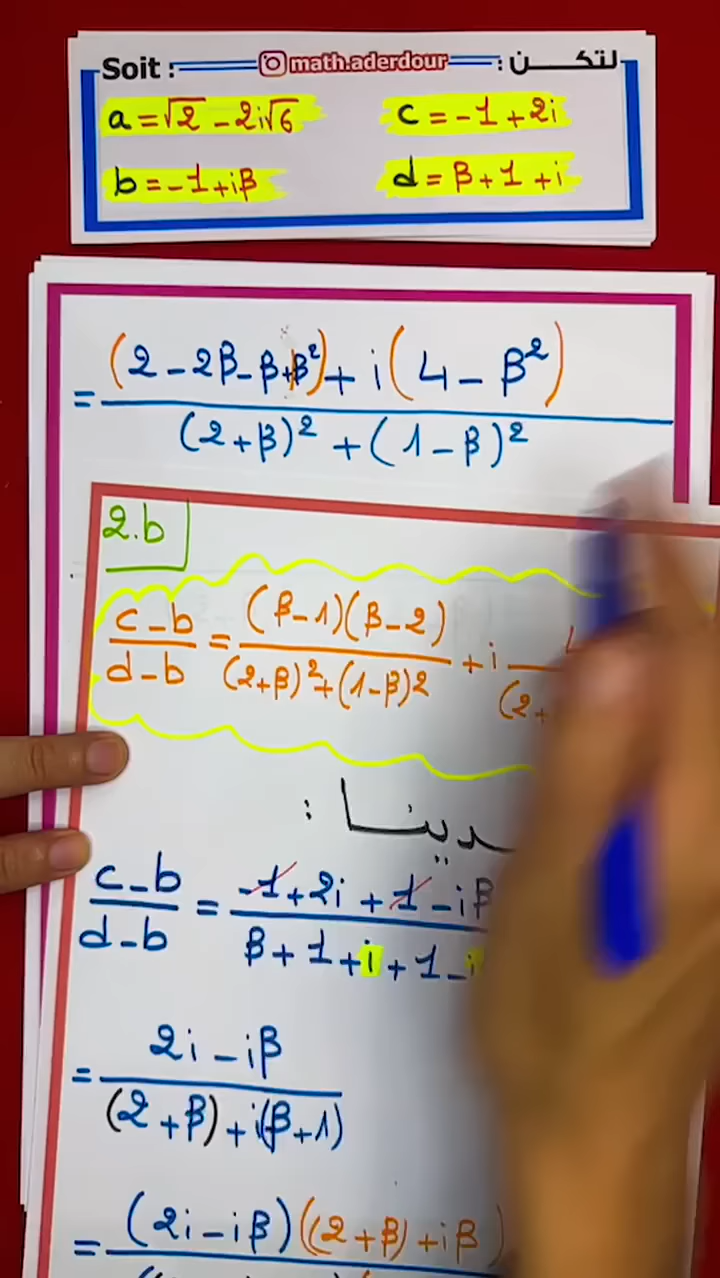 Soit : math.aderdour لتكن :
a = √2 - 2i√6 c = -1 + 2i
b = -1 + iβ d = β + 1 + i
= (2 - 2β - β + β²) + i(4 - β²) / (2+β)² + (1-β)²
2.b
c-b / d-b = (β-1)(β-2) / (2+β)² + (1-β)² + i
:
c-b / d-b = -1 + 2i + 1 - iβ / β + 1 + i + 1 - i
= 2i - iβ / (2+β) + i(β+1)
= (2i - iβ)((2+β) + iβ